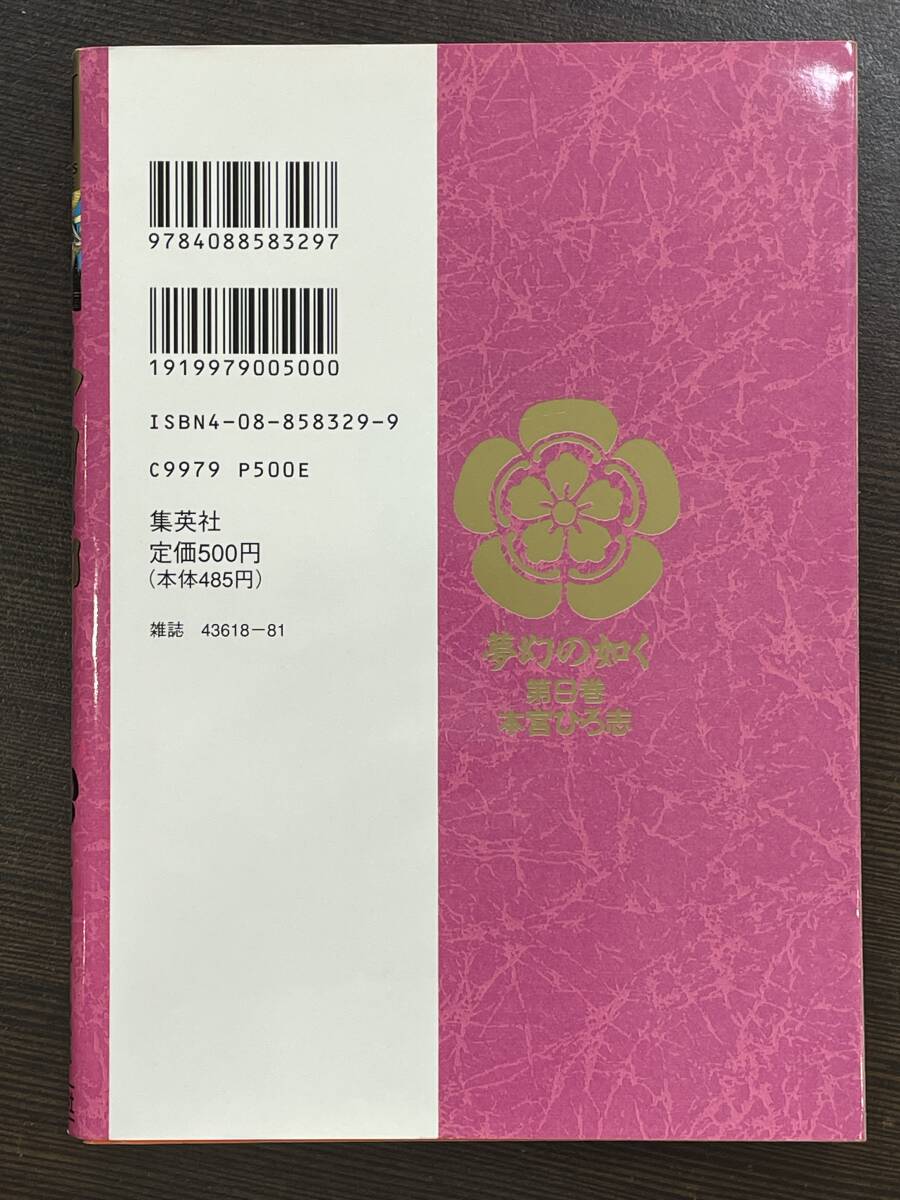 9784088583297
1919979005000
ISBN4-08-858329-9
C9979 P500E
集英社
定価500円
(本体485円)
雑誌 43618-81
夢幻の如く
第9巻
本宮ひろ志